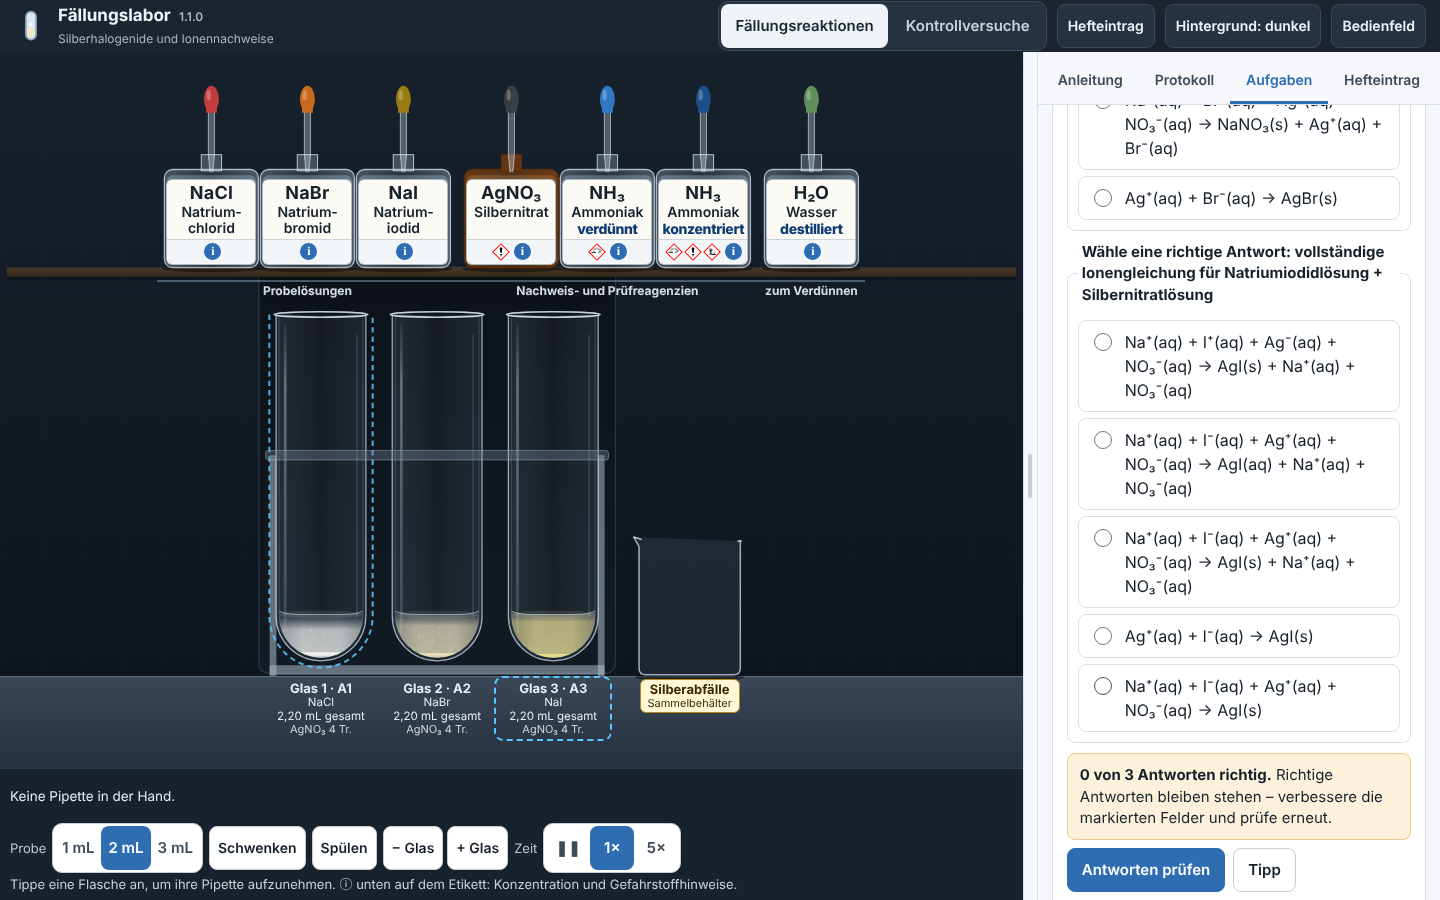 Fällungslabor 1.1.0
Silberhalogenide und Ionennachweise
Fällungsreaktionen
Kontrollversuche
Hefteintrag
Hintergrund: dunkel
Bedienfeld
Anleitung
Protokoll
Aufgaben
Hefteintrag
NaCl
Natrium-
chlorid
NaBr
Natrium-
bromid
NaI
Natrium-
iodid
AgNO₃
Silbernitrat
NH₃
Ammoniak
verdünnt
NH₃
Ammoniak
konzentriert
H₂O
Wasser
destilliert
Probelösungen
Nachweis- und Prüfreagenzien
zum Verdünnen
Glas 1 · A1
NaCl
2,20 mL gesamt
AgNO₃ 4 Tr.
Glas 2 · A2
NaBr
2,20 mL gesamt
AgNO₃ 4 Tr.
Glas 3 · A3
NaI
2,20 mL gesamt
AgNO₃ 4 Tr.
Silberabfälle
Sammelbehälter
Keine Pipette in der Hand.
Probe
1 mL
2 mL
3 mL
Schwenken
Spülen
− Glas
+ Glas
Zeit
1×
5×
Tippe eine Flasche an, um ihre Pipette aufzunehmen. ⓘ unten auf dem Etikett: Konzentration und Gefahrstoffhinweise.
NO₃⁻(aq) → NaNO₃(s) + Ag⁺(aq) +
Br⁻(aq)
Ag⁺(aq) + Br⁻(aq) → AgBr(s)
Wähle eine richtige Antwort: vollständige
Ionengleichung für Natriumiodidlösung +
Silbernitratlösung
Na⁺(aq) + I⁺(aq) + Ag⁻(aq) +
NO₃⁻(aq) → AgI(s) + Na⁺(aq) +
NO₃⁻(aq)
Na⁺(aq) + I⁻(aq) + Ag⁺(aq) +
NO₃⁻(aq) → AgI(aq) + Na⁺(aq) +
NO₃⁻(aq)
Na⁺(aq) + I⁻(aq) + Ag⁺(aq) +
NO₃⁻(aq) → AgI(s) + Na⁺(aq) +
NO₃⁻(aq)
Ag⁺(aq) + I⁻(aq) → AgI(s)
Na⁺(aq) + I⁻(aq) + Ag⁺(aq) +
NO₃⁻(aq) → AgI(s)
0 von 3 Antworten richtig. Richtige
Antworten bleiben stehen – verbessere die
markierten Felder und prüfe erneut.
Antworten prüfen
Tipp